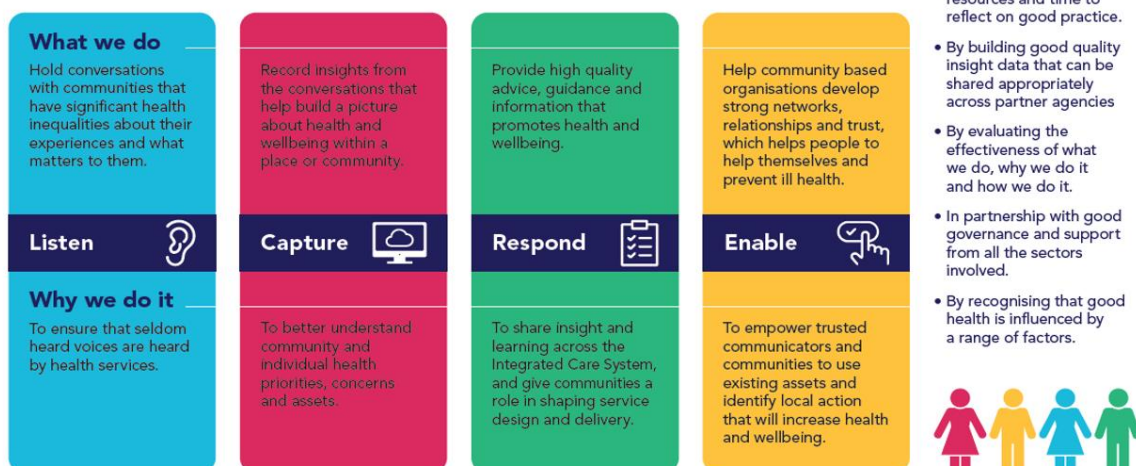 What we do
Hold conversations
with communities that
have significant health
inequalities about their
experiences and what
matters to them.
Listen
Why we do it
To ensure that seldom
heard voices are heard
by health services.
Record insights from
the conversations that
help build a picture
about health and
wellbeing within a
place or community.
Capture
To better understand
community and
individual health
priorities, concerns
and assets.
Provide high quality
advice, guidance and
information that
promotes health and
wellbeing.
Respond
To share insight and
learning across the
Integrated Care System,
and give communities a
role in shaping service
design and delivery.
Help community based
organisations develop
strong networks,
relationships and trust,
which helps people to
help themselves and
prevent ill health.
Enable
To empower trusted
communicators and
communities to use
existing assets and
identify local action
that will increase health
and wellbeing.
resources and time to
reflect on good practice.
• By building good quality
insight data that can be
shared appropriately
across partner agencies
• By evaluating the
effectiveness of what
we do, why we do it
and how we do it.
• In partnership with good
governance and support
from all the sectors
involved.
• By recognising that good
health is influenced by
a range of factors.